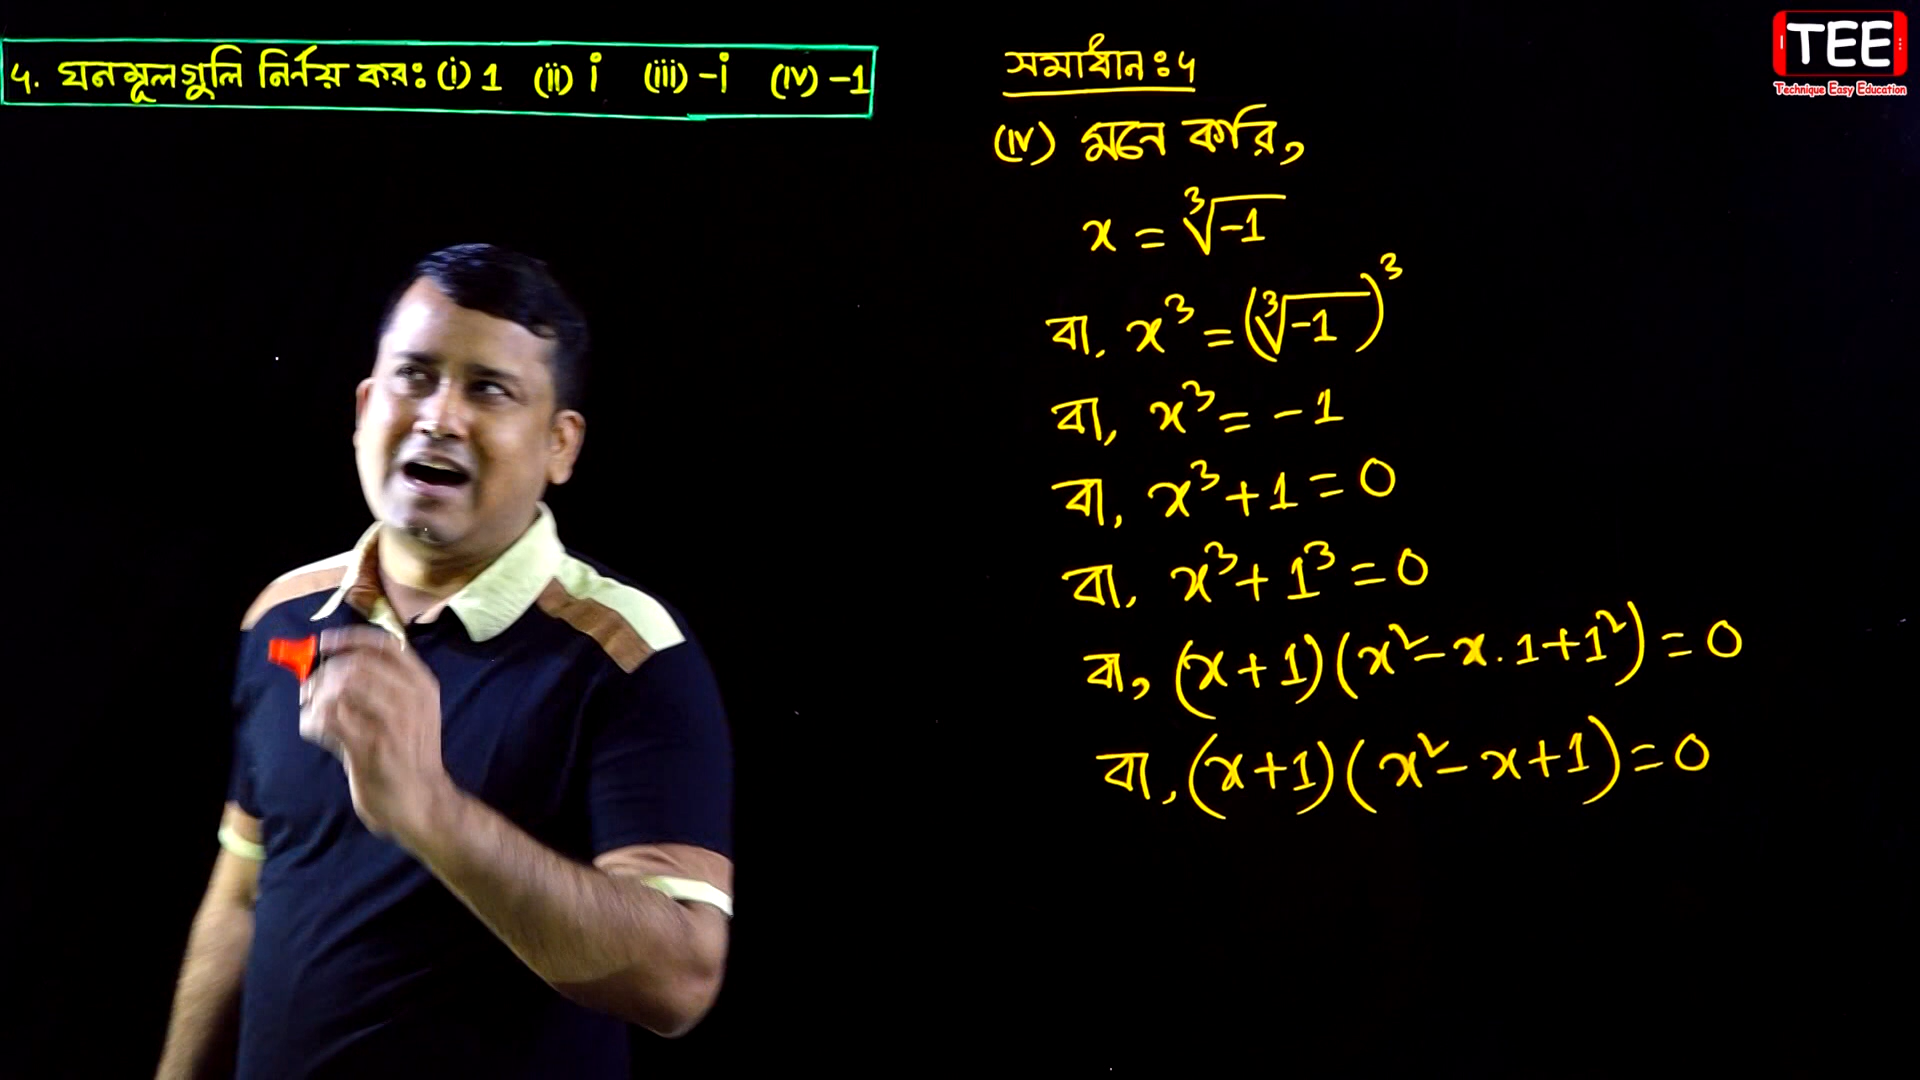 ৫. ঘনমূলগুলি নির্ণয় করঃ (i) 1 (ii) i (iii) -i (iv) -1
TEE
Technique Easy Education
সমাধানঃ ৫
(iv) মনে করি,
x = ∛-1
বা, x³ = (∛-1)³
বা, x³ = -1
বা, x³ + 1 = 0
বা, x³ + 1³ = 0
বা, (x + 1)(x² - x . 1 + 1²) = 0
বা, (x + 1)(x² - x + 1) = 0